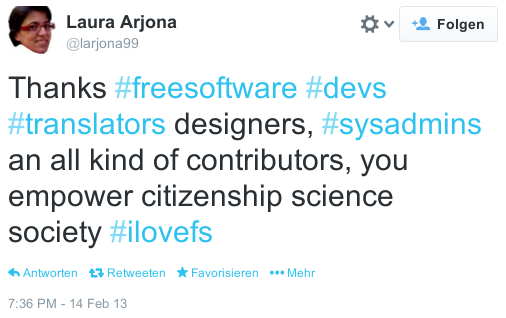 Laura Arjona
@larjona99
Folgen
Thanks #freesoftware #devs
#translators designers, #sysadmins
an all kind of contributors, you
empower citizenship science
society #ilovefs
Antworten Retweeten Favorisieren Mehr
7:36 PM - 14 Feb 13